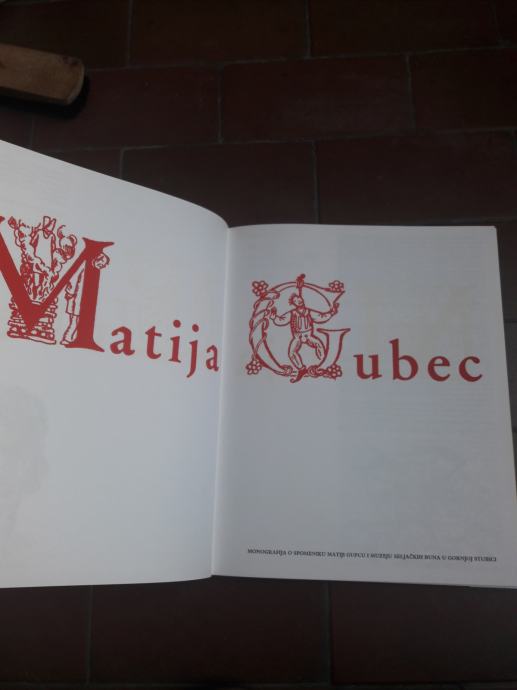 Matija Gubec
MONOGRAFIJA O SPOMENIKU MATIJI GUPCU I MUZEJU SELJAČKIH BUNA U GORNJOJ STUBICI